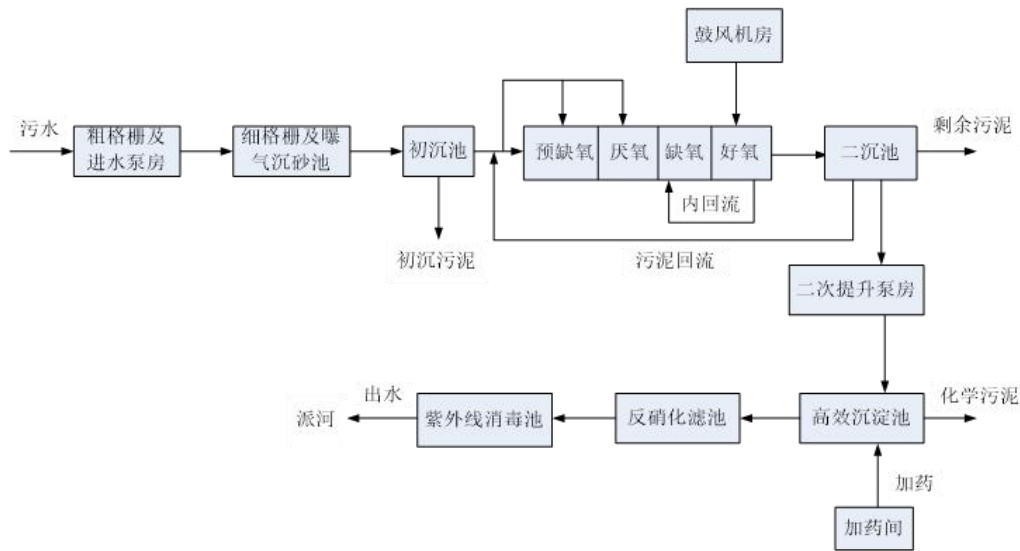 鼓风机房
污水
粗格栅及
进水泵房
细格栅及曝
气沉砂池
初沉池
预缺氧
厌氧
缺氧
好氧
二沉池
剩余污泥
内回流
初沉污泥
污泥回流
二次提升泵房
派河
出水
紫外线消毒池
反硝化滤池
高效沉淀池
化学污泥
加药
加药间